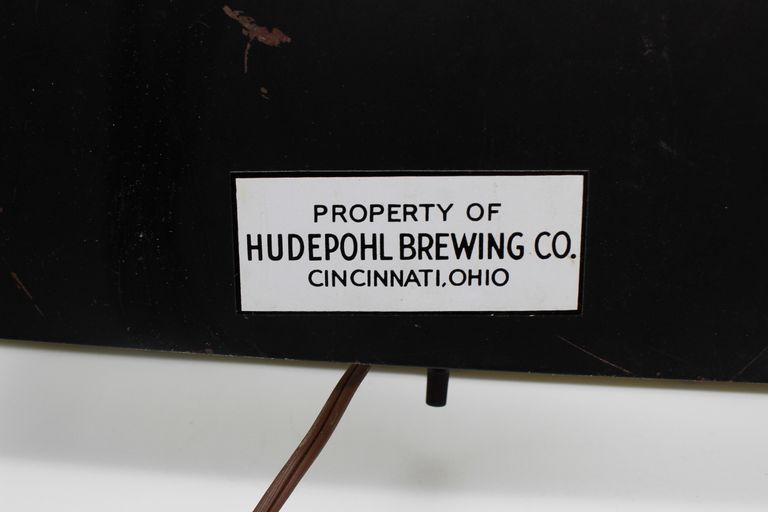 PROPERTY OF
HUDEPOHL BREWING CO.
CINCINNATI, OHIO